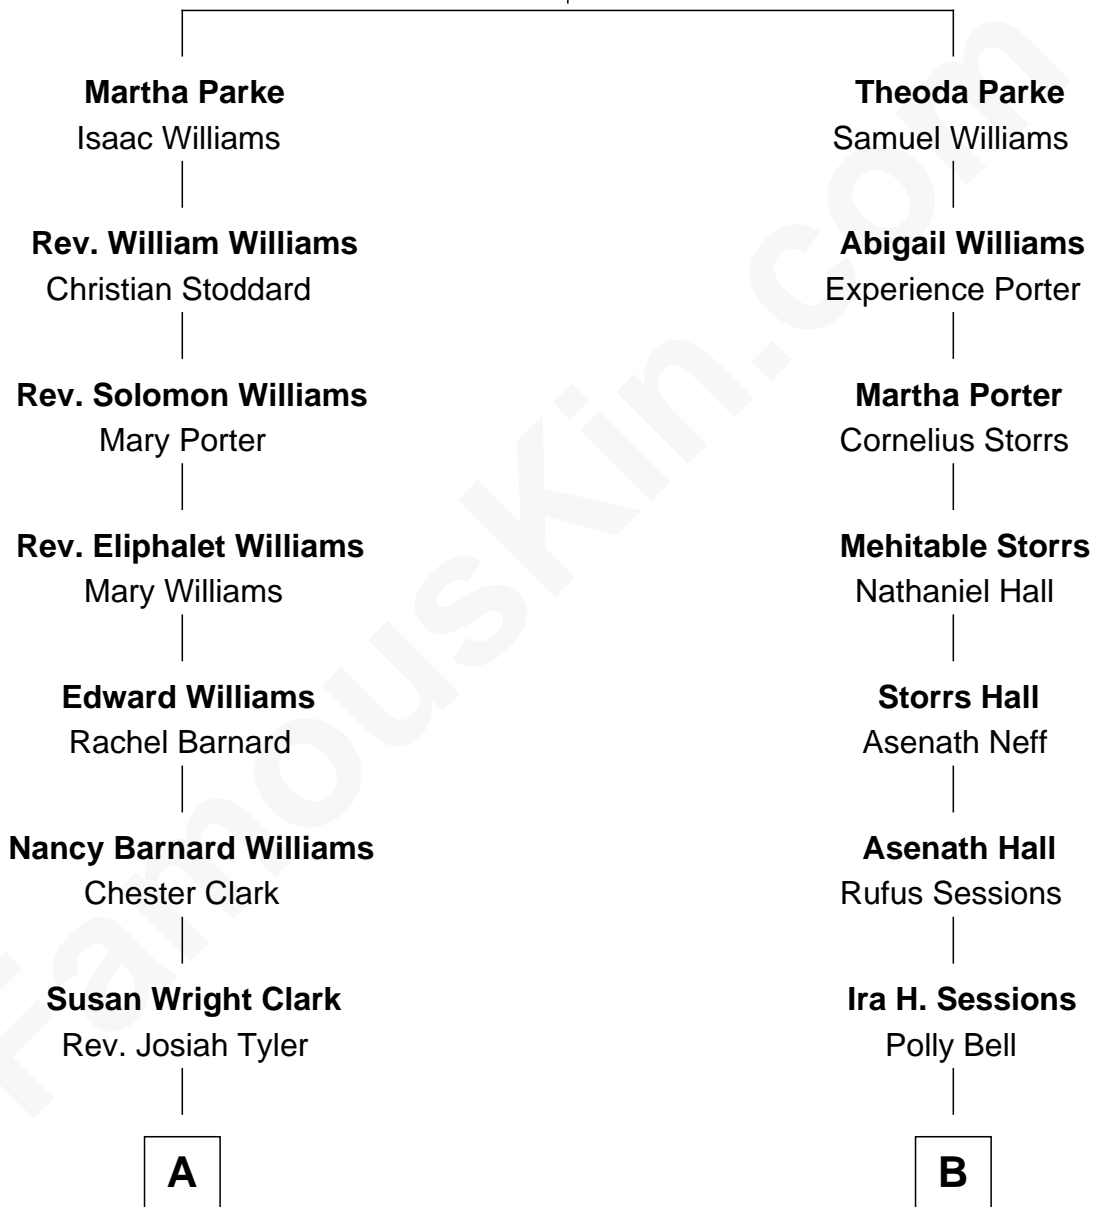 Martha Parke
Isaac Williams
Theoda Parke
Samuel Williams
Rev. William Williams
Christian Stoddard
Abigail Williams
Experience Porter
Rev. Solomon Williams
Mary Porter
Martha Porter
Cornelius Storrs
Rev. Eliphalet Williams
Mary Williams
Mehitable Storrs
Nathaniel Hall
Edward Williams
Rachel Barnard
Storrs Hall
Asenath Neff
Nancy Barnard Williams
Chester Clark
Asenath Hall
Rufus Sessions
Susan Wright Clark
Rev. Josiah Tyler
Ira H. Sessions
Polly Bell
A
B
FamousKin.com